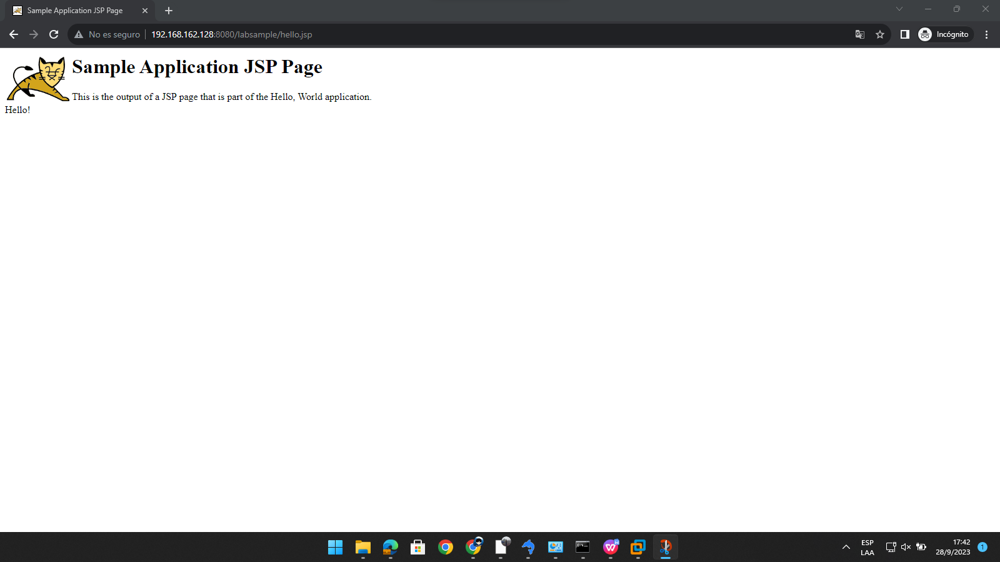 Sample Application JSP Page
No es seguro 192.168.162.128:8080/labsample/hello.jsp
Incógnito
Sample Application JSP Page
This is the output of a JSP page that is part of the Hello, World application.
Hello!
ESP
LAA
17:42
28/9/2023
1